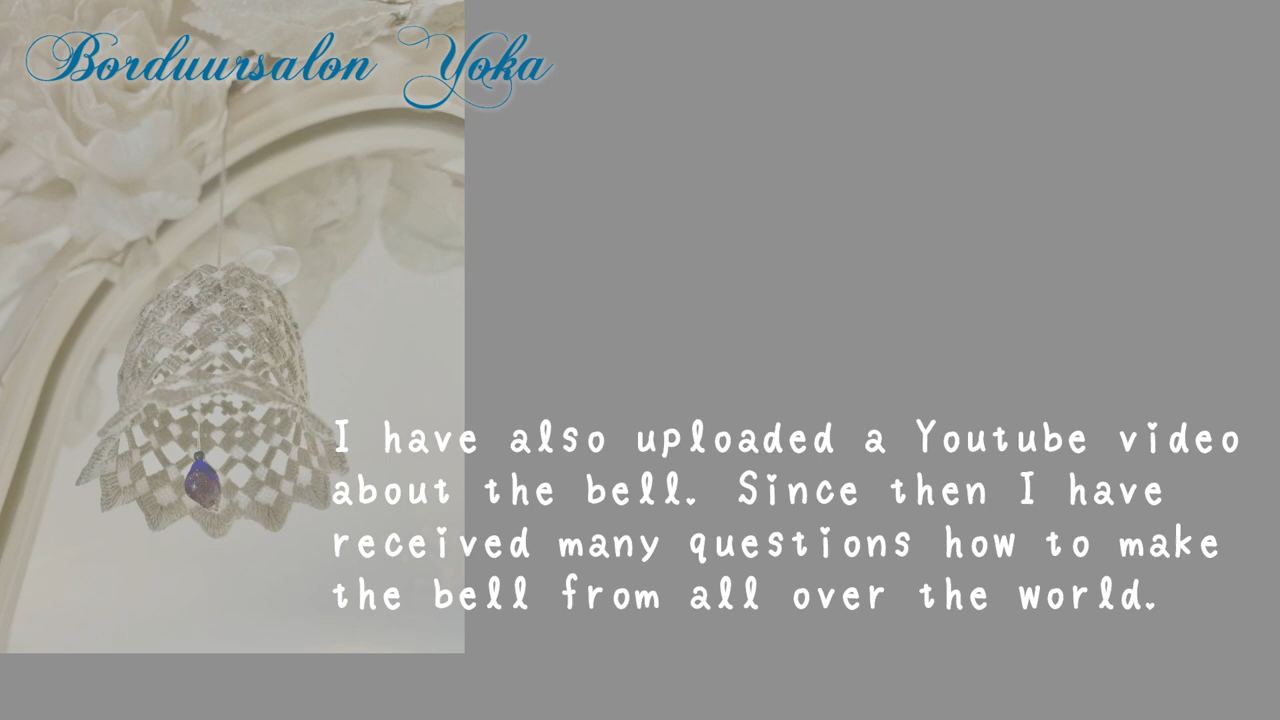 Borduursalon Yoka
I have also uploaded a Youtube video
about the bell. Since then I have
received many questions how to make
the bell from all over the world.